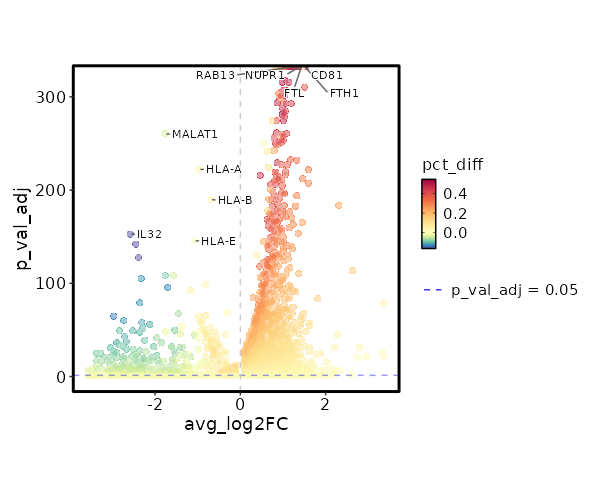 RAB13
NUPR1
CD81
FTL
FTH1
MALAT1
HLA-A
HLA-B
IL32
HLA-E
300
200
100
0
p_val_adj
-2
0
2
avg_log2FC
pct_diff
0.4
0.2
0.0
p_val_adj = 0.05